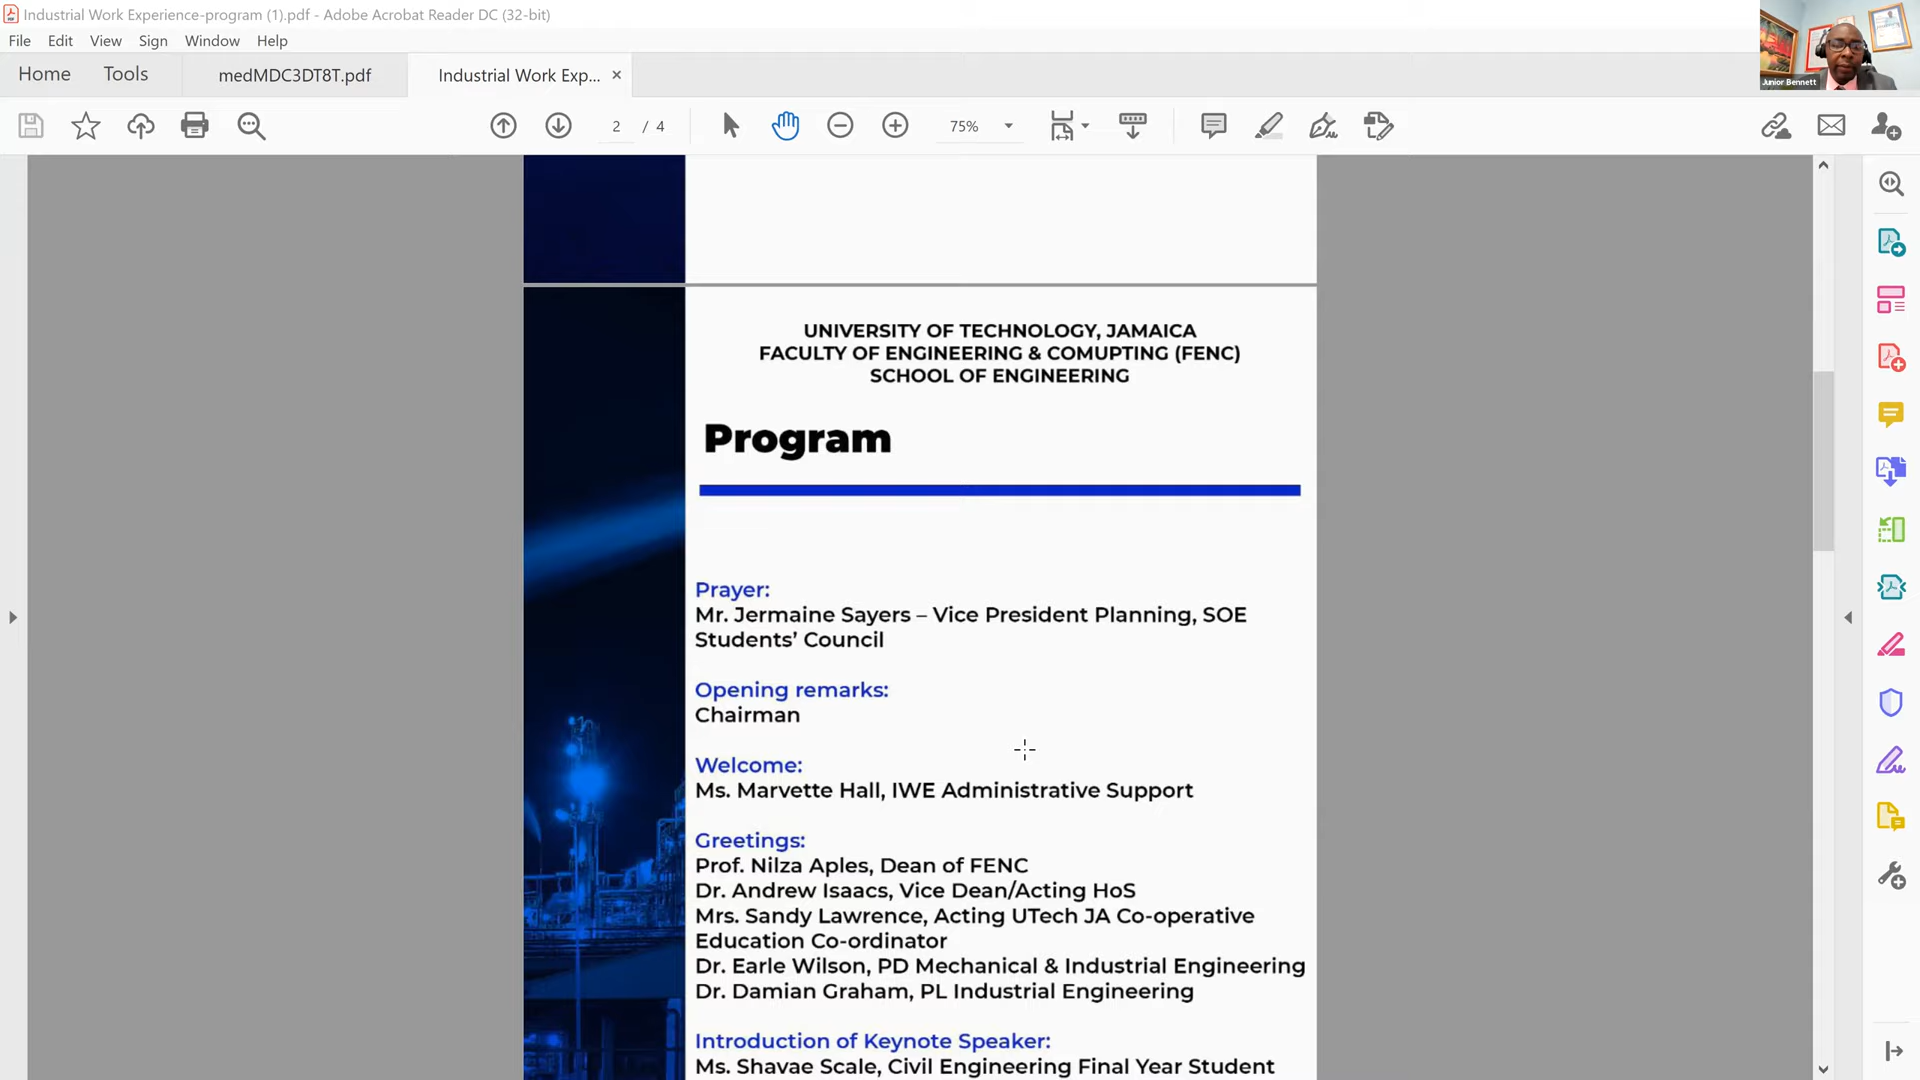 Industrial Work Experience-program (1).pdf - Adobe Acrobat Reader DC (32-bit)
File Edit View Sign Window Help
Home Tools medMDC3DT8T.pdf Industrial Work Exp... ×
2 / 4 75%
Junior Bennett
UNIVERSITY OF TECHNOLOGY, JAMAICA
FACULTY OF ENGINEERING & COMUPTING (FENC)
SCHOOL OF ENGINEERING
Program
Prayer:
Mr. Jermaine Sayers – Vice President Planning, SOE
Students’ Council
Opening remarks:
Chairman
Welcome:
Ms. Marvette Hall, IWE Administrative Support
Greetings:
Prof. Nilza Aples, Dean of FENC
Dr. Andrew Isaacs, Vice Dean/Acting HoS
Mrs. Sandy Lawrence, Acting UTech JA Co-operative
Education Co-ordinator
Dr. Earle Wilson, PD Mechanical & Industrial Engineering
Dr. Damian Graham, PL Industrial Engineering
Introduction of Keynote Speaker:
Ms. Shavae Scale, Civil Engineering Final Year Student